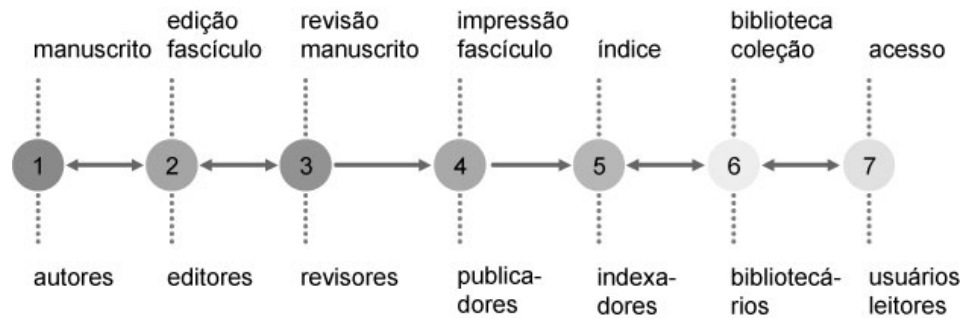 manuscrito
edição
fascículo
revisão
manuscrito
impressão
fascículo
índice
biblioteca
coleção
acesso
1 2 3 4 5 6 7
autores
editores
revisores
publica-
dores
indexa-
dores
bibliotecá-
rios
usuários
leitores